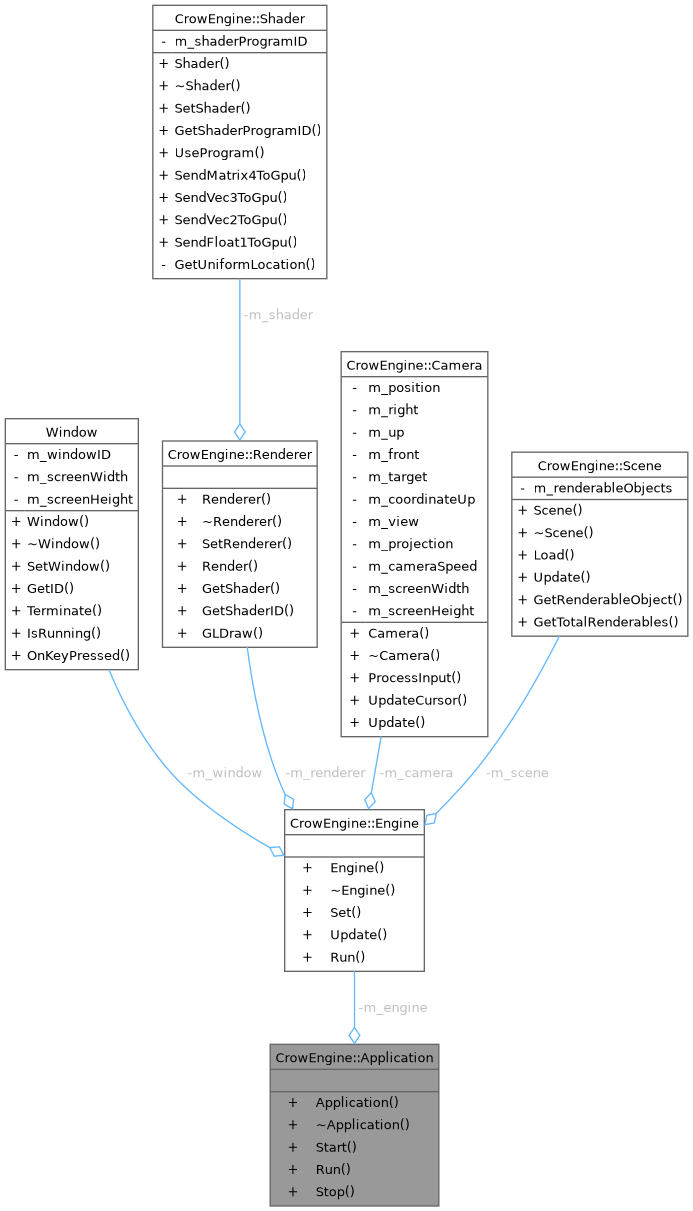 CrowEngine::Shader
- m_shaderProgramID
+ Shader()
+ ~Shader()
+ SetShader()
+ GetShaderProgramID()
+ UseProgram()
+ SendMatrix4ToGpu()
+ SendVec3ToGpu()
+ SendVec2ToGpu()
+ SendFloat1ToGpu()
- GetUniformLocation()
-m_shader
Window
- m_windowID
- m_screenWidth
- m_screenHeight
+ Window()
+ ~Window()
+ SetWindow()
+ GetID()
+ Terminate()
+ IsRunning()
+ OnKeyPressed()
CrowEngine::Renderer
+ Renderer()
+ ~Renderer()
+ SetRenderer()
+ Render()
+ GetShader()
+ GetShaderID()
+ GLDraw()
CrowEngine::Camera
- m_position
- m_right
- m_up
- m_front
- m_target
- m_coordinateUp
- m_view
- m_projection
- m_cameraSpeed
- m_screenWidth
- m_screenHeight
+ Camera()
+ ~Camera()
+ ProcessInput()
+ UpdateCursor()
+ Update()
CrowEngine::Scene
- m_renderableObjects
+ Scene()
+ ~Scene()
+ Load()
+ Update()
+ GetRenderableObject()
+ GetTotalRenderables()
-m_window
-m_renderer
-m_camera
-m_scene
CrowEngine::Engine
+ Engine()
+ ~Engine()
+ Set()
+ Update()
+ Run()
-m_engine
CrowEngine::Application
+ Application()
+ ~Application()
+ Start()
+ Run()
+ Stop()